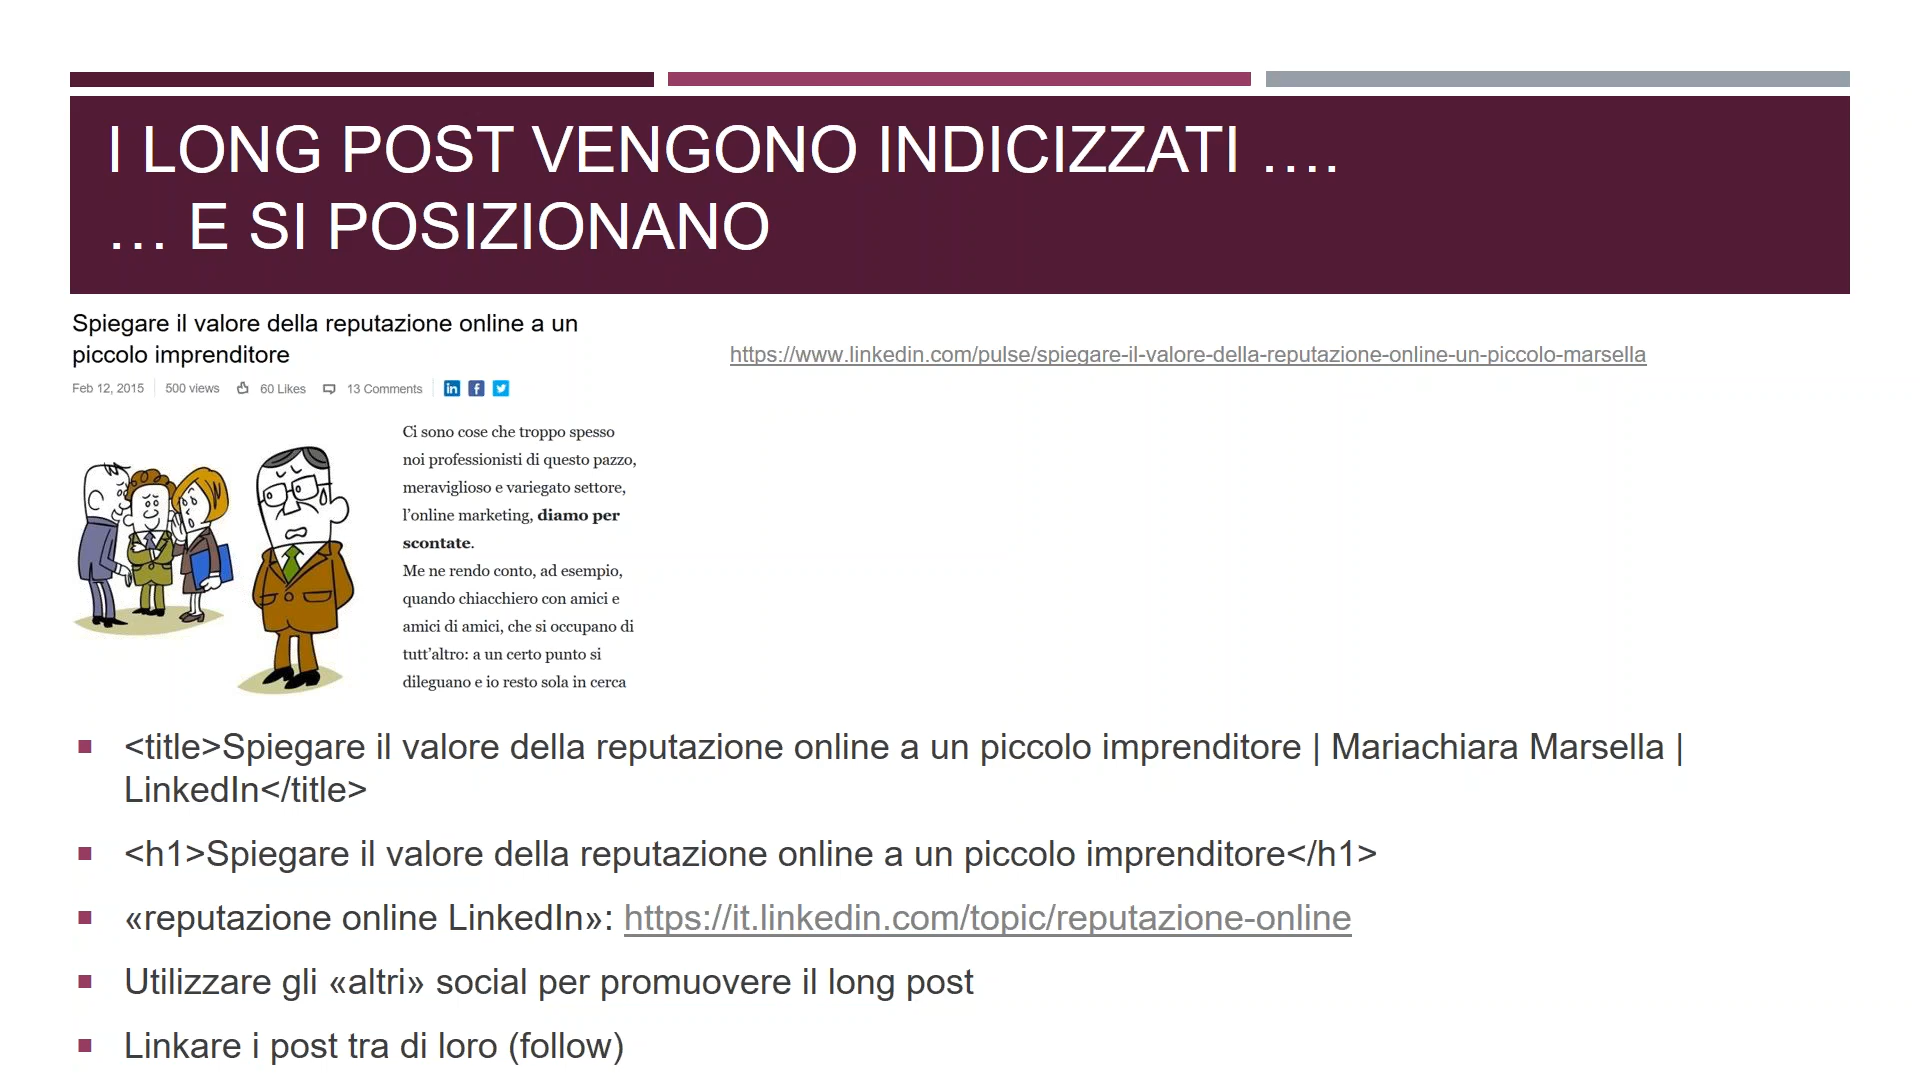 I LONG POST VENGONO INDICIZZATI ....
... E SI POSIZIONANO
Spiegare il valore della reputazione online a un
piccolo imprenditore
https://www.linkedin.com/pulse/spiegare-il-valore-della-reputazione-online-un-piccolo-marsella
Feb 12, 2015 500 views 60 Likes 13 Comments in f
Ci sono cose che troppo spesso
noi professionisti di questo pazzo,
meraviglioso e variegato settore,
l'online marketing, diamo per
scontate.
Me ne rendo conto, ad esempio,
quando chiacchiero con amici e
amici di amici, che si occupano di
tutt'altro: a un certo punto si
dileguano e io resto sola in cerca
<title>Spiegare il valore della reputazione online a un piccolo imprenditore | Mariachiara Marsella |
LinkedIn</title>
<h1>Spiegare il valore della reputazione online a un piccolo imprenditore</h1>
«reputazione online LinkedIn»: https://it.linkedin.com/topic/reputazione-online
Utilizzare gli «altri» social per promuovere il long post
Linkare i post tra di loro (follow)